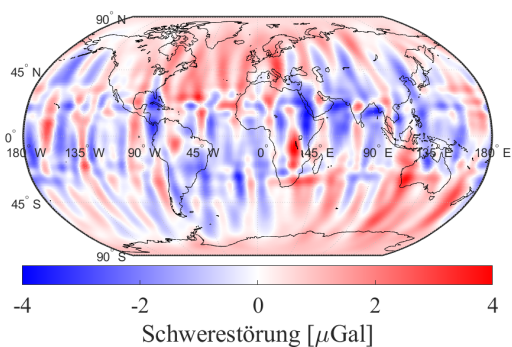 90° N
45° N
0°
180° W 135° W 90° W 45° W 0° 45° E 90° E 135° E 180° E
45° S
90° S
-4 -2 0 2 4
Schwerestörung [μGal]